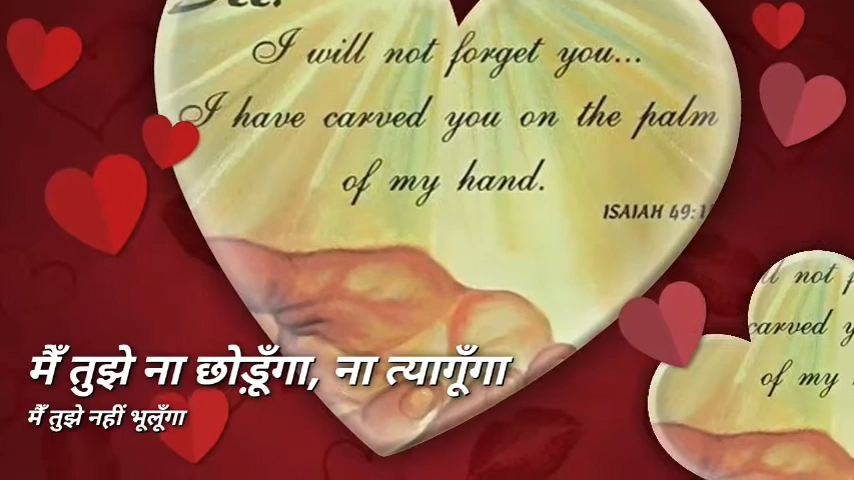 See!
I will not forget you...
I have carved you on the palm
of my hand.
ISAIAH 49:1
not
carved
of my
मैँ तुझे ना छोड़ूँगा, ना त्यागूँगा
मैँ तुझे नहीं भूलूँगा